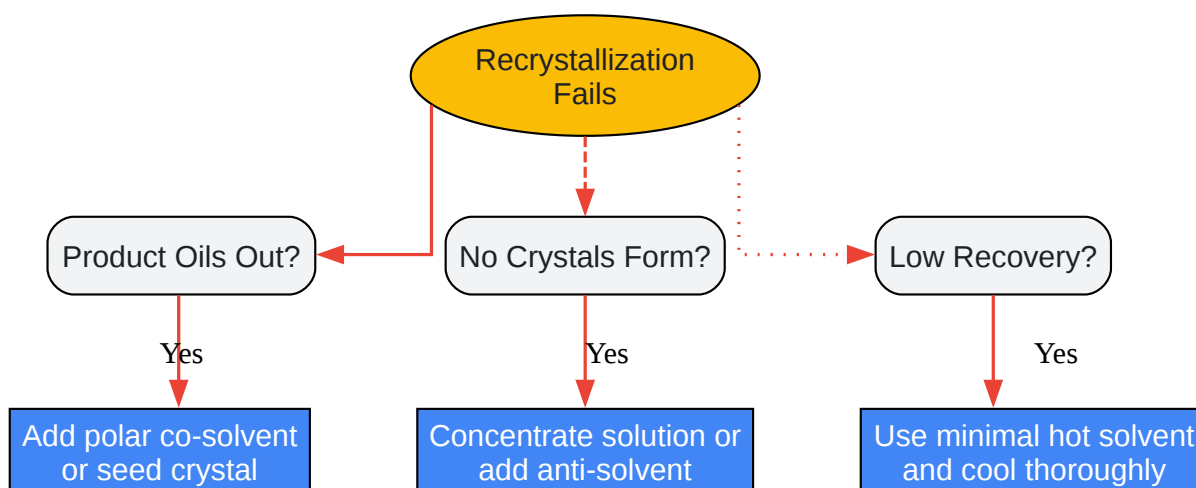 Recrystallization
Fails
Product Oils Out?
No Crystals Form?
Low Recovery?
Yes
Yes
Yes
Add polar co-solvent
or seed crystal
Concentrate solution or
add anti-solvent
Use minimal hot solvent
and cool thoroughly